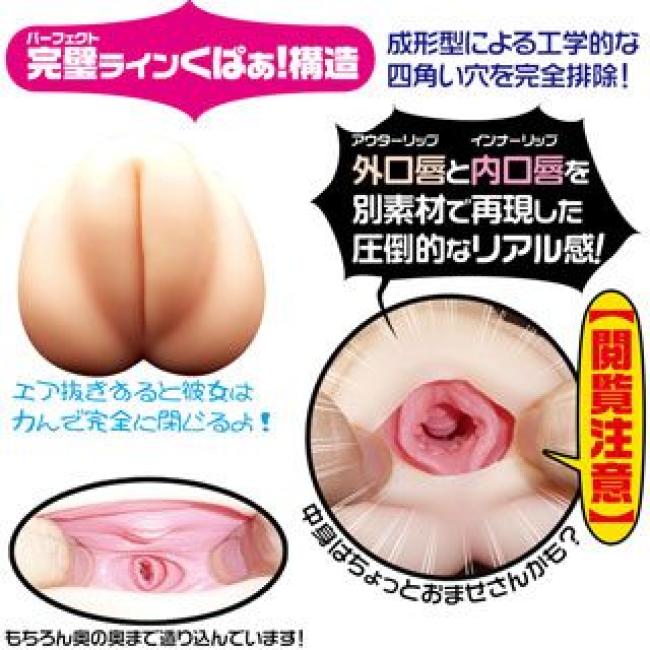 パーフェクト
完璧ラインくぱぁ!構造
成形型による工学的な
四角い穴を完全排除!
アウターリップ インナーリップ
外口唇と内口唇を
別素材で再現した
圧倒的なリアル感!
【閲覧注意】
エア抜きすると彼女は
力んで完全に閉じるよ!
中身はちょっとおませさんかも?
もちろん奥の奥まで造り込んでいます!